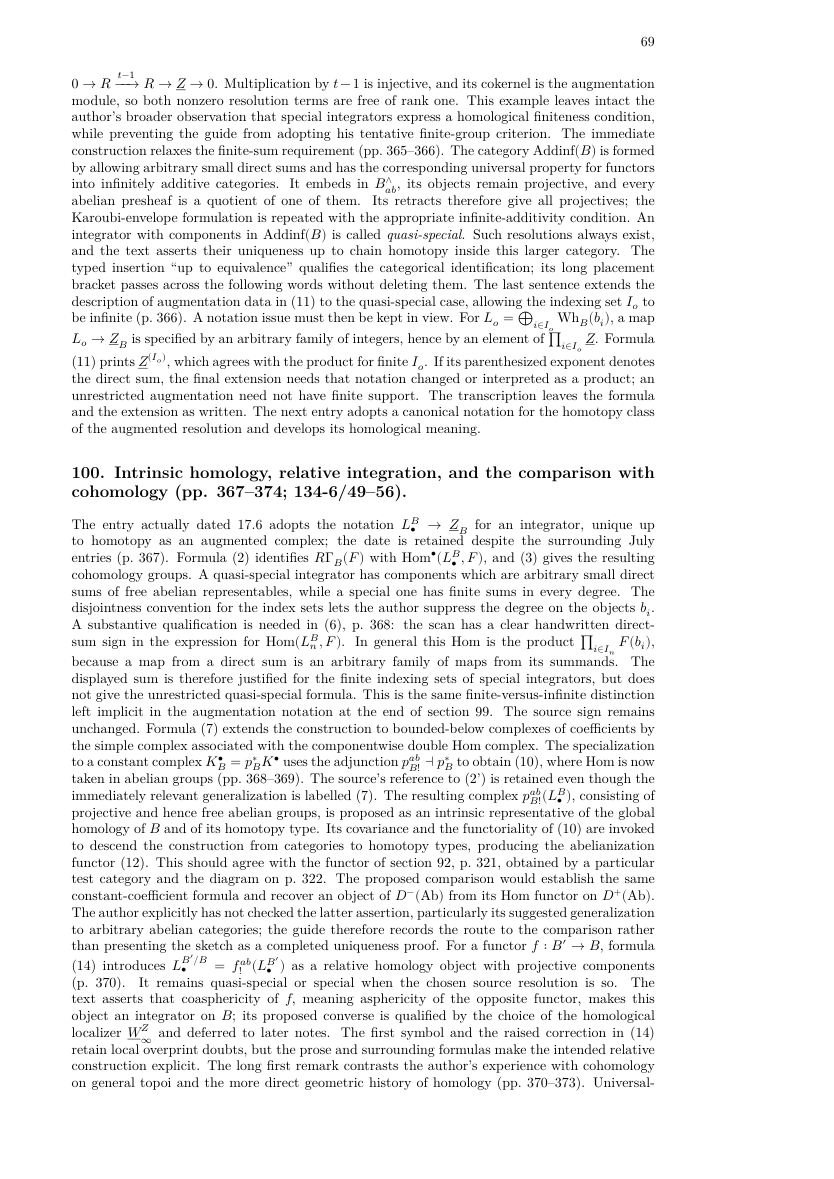 69
0 → R —t−1→ R → Z̲ → 0. Multiplication by t − 1 is injective, and its cokernel is the augmentation
module, so both nonzero resolution terms are free of rank one. This example leaves intact the
author's broader observation that special integrators express a homological finiteness condition,
while preventing the guide from adopting his tentative finite-group criterion. The immediate
construction relaxes the finite-sum requirement (pp. 365–366). The category Addinf(B) is formed
by allowing arbitrary small direct sums and has the corresponding universal property for functors
into infinitely additive categories. It embeds in B^∧_{ab}, its objects remain projective, and every
abelian presheaf is a quotient of one of them. Its retracts therefore give all projectives; the
Karoubi-envelope formulation is repeated with the appropriate infinite-additivity condition. An
integrator with components in Addinf(B) is called quasi-special. Such resolutions always exist,
and the text asserts their uniqueness up to chain homotopy inside this larger category. The
typed insertion “up to equivalence” qualifies the categorical identification; its long placement
bracket passes across the following words without deleting them. The last sentence extends the
description of augmentation data in (11) to the quasi-special case, allowing the indexing set I_o to
be infinite (p. 366). A notation issue must then be kept in view. For L_o = ⊕_{i∈I_o} Wh_B(b_i), a map
L_o → Z̲_B is specified by an arbitrary family of integers, hence by an element of ∏_{i∈I_o} Z̲. Formula
(11) prints Z̲^{(I_o)}, which agrees with the product for finite I_o. If its parenthesized exponent denotes
the direct sum, the final extension needs that notation changed or interpreted as a product; an
unrestricted augmentation need not have finite support. The transcription leaves the formula
and the extension as written. The next entry adopts a canonical notation for the homotopy class
of the augmented resolution and develops its homological meaning.
100. Intrinsic homology, relative integration, and the comparison with
cohomology (pp. 367–374; 134-6/49–56).
The entry actually dated 17.6 adopts the notation L^B_• → Z̲_B for an integrator, unique up
to homotopy as an augmented complex; the date is retained despite the surrounding July
entries (p. 367). Formula (2) identifies RΓ_B(F) with Hom^•(L^B_•, F), and (3) gives the resulting
cohomology groups. A quasi-special integrator has components which are arbitrary small direct
sums of free abelian representables, while a special one has finite sums in every degree. The
disjointness convention for the index sets lets the author suppress the degree on the objects b_i.
A substantive qualification is needed in (6), p. 368: the scan has a clear handwritten direct-
sum sign in the expression for Hom(L^B_n, F). In general this Hom is the product ∏_{i∈I_n} F(b_i),
because a map from a direct sum is an arbitrary family of maps from its summands. The
displayed sum is therefore justified for the finite indexing sets of special integrators, but does
not give the unrestricted quasi-special formula. This is the same finite-versus-infinite distinction
left implicit in the augmentation notation at the end of section 99. The source sign remains
unchanged. Formula (7) extends the construction to bounded-below complexes of coefficients by
the simple complex associated with the componentwise double Hom complex. The specialization
to a constant complex K^•_B = p^*_B K^• uses the adjunction p^{ab}_{B!} ⊣ p^*_B to obtain (10), where Hom is now
taken in abelian groups (pp. 368–369). The source's reference to (2') is retained even though the
immediately relevant generalization is labelled (7). The resulting complex p^{ab}_{B!}(L^B_•), consisting of
projective and hence free abelian groups, is proposed as an intrinsic representative of the global
homology of B and of its homotopy type. Its covariance and the functoriality of (10) are invoked
to descend the construction from categories to homotopy types, producing the abelianization
functor (12). This should agree with the functor of section 92, p. 321, obtained by a particular
test category and the diagram on p. 322. The proposed comparison would establish the same
constant-coefficient formula and recover an object of D^−(Ab) from its Hom functor on D^+(Ab).
The author explicitly has not checked the latter assertion, particularly its suggested generalization
to arbitrary abelian categories; the guide therefore records the route to the comparison rather
than presenting the sketch as a completed uniqueness proof. For a functor f : B′ → B, formula
(14) introduces L^{B′/B}_• = f^{ab}_!(L^{B′}_•) as a relative homology object with projective components
(p. 370). It remains quasi-special or special when the chosen source resolution is so. The
text asserts that coasphericity of f, meaning asphericity of the opposite functor, makes this
object an integrator on B; its proposed converse is qualified by the choice of the homological
localizer W̲^Z_∞ and deferred to later notes. The first symbol and the raised correction in (14)
retain local overprint doubts, but the prose and surrounding formulas make the intended relative
construction explicit. The long first remark contrasts the author's experience with cohomology
on general topoi and the more direct geometric history of homology (pp. 370–373). Universal-